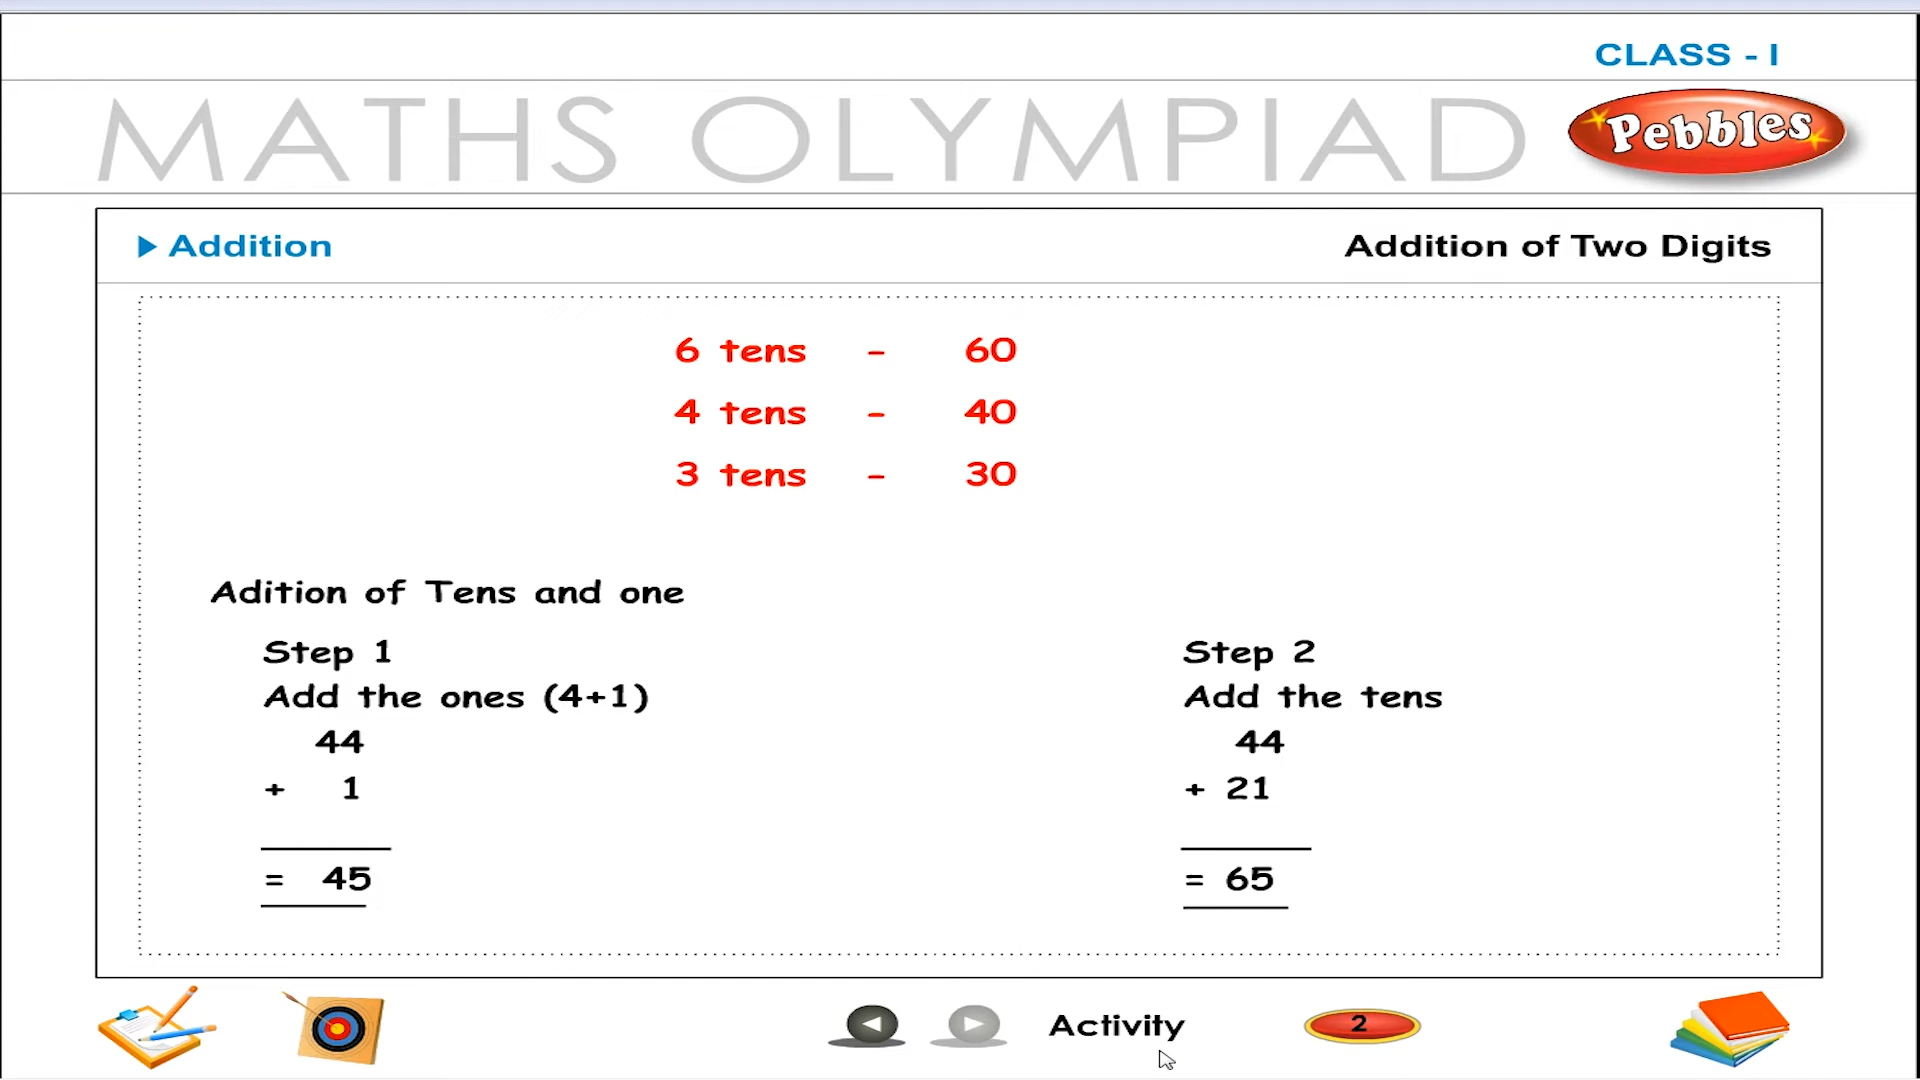 CLASS - I
MATHS OLYMPIAD
Pebbles
Addition
Addition of Two Digits
6 tens - 60
4 tens - 40
3 tens - 30
Adition of Tens and one
Step 1
Add the ones (4+1)
44
+ 1
= 45
Step 2
Add the tens
44
+ 21
= 65
Activity
2